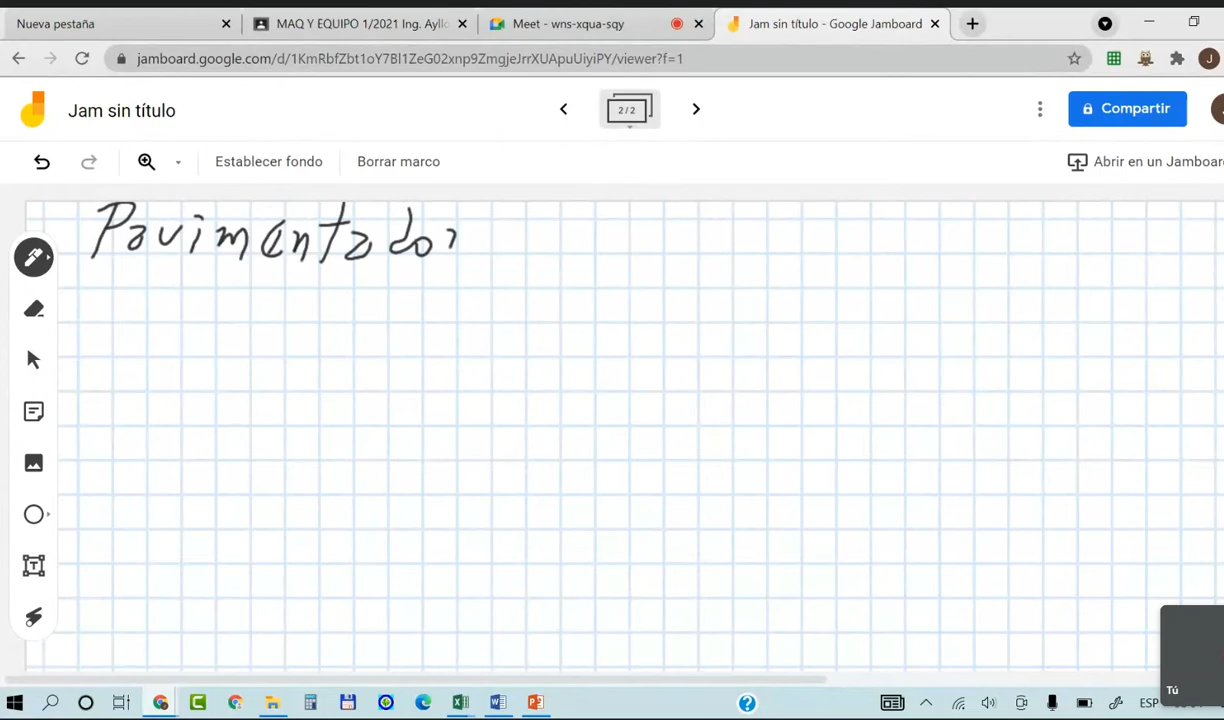 Nueva pestaña
MAQ Y EQUIPO 1/2021 Ing. Ayllo
Meet - wns-xqua-sqy
Jam sin título - Google Jamboard
jamboard.google.com/d/1KmRbfZbt1oY7Bl1ZeG02xnp9ZmgjeJrrXUApuUiyiPY/viewer?f=1
J
Jam sin título
2/2
Compartir
Establecer fondo
Borrar marco
Abrir en un Jamboar
Pavimentador
Tú
ESP